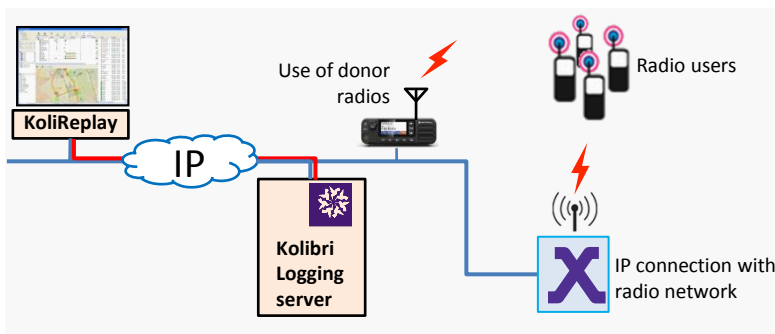 Use of donor
radios
Radio users
KoliReplay
IP
Kolibri
Logging
server
IP connection with
radio network